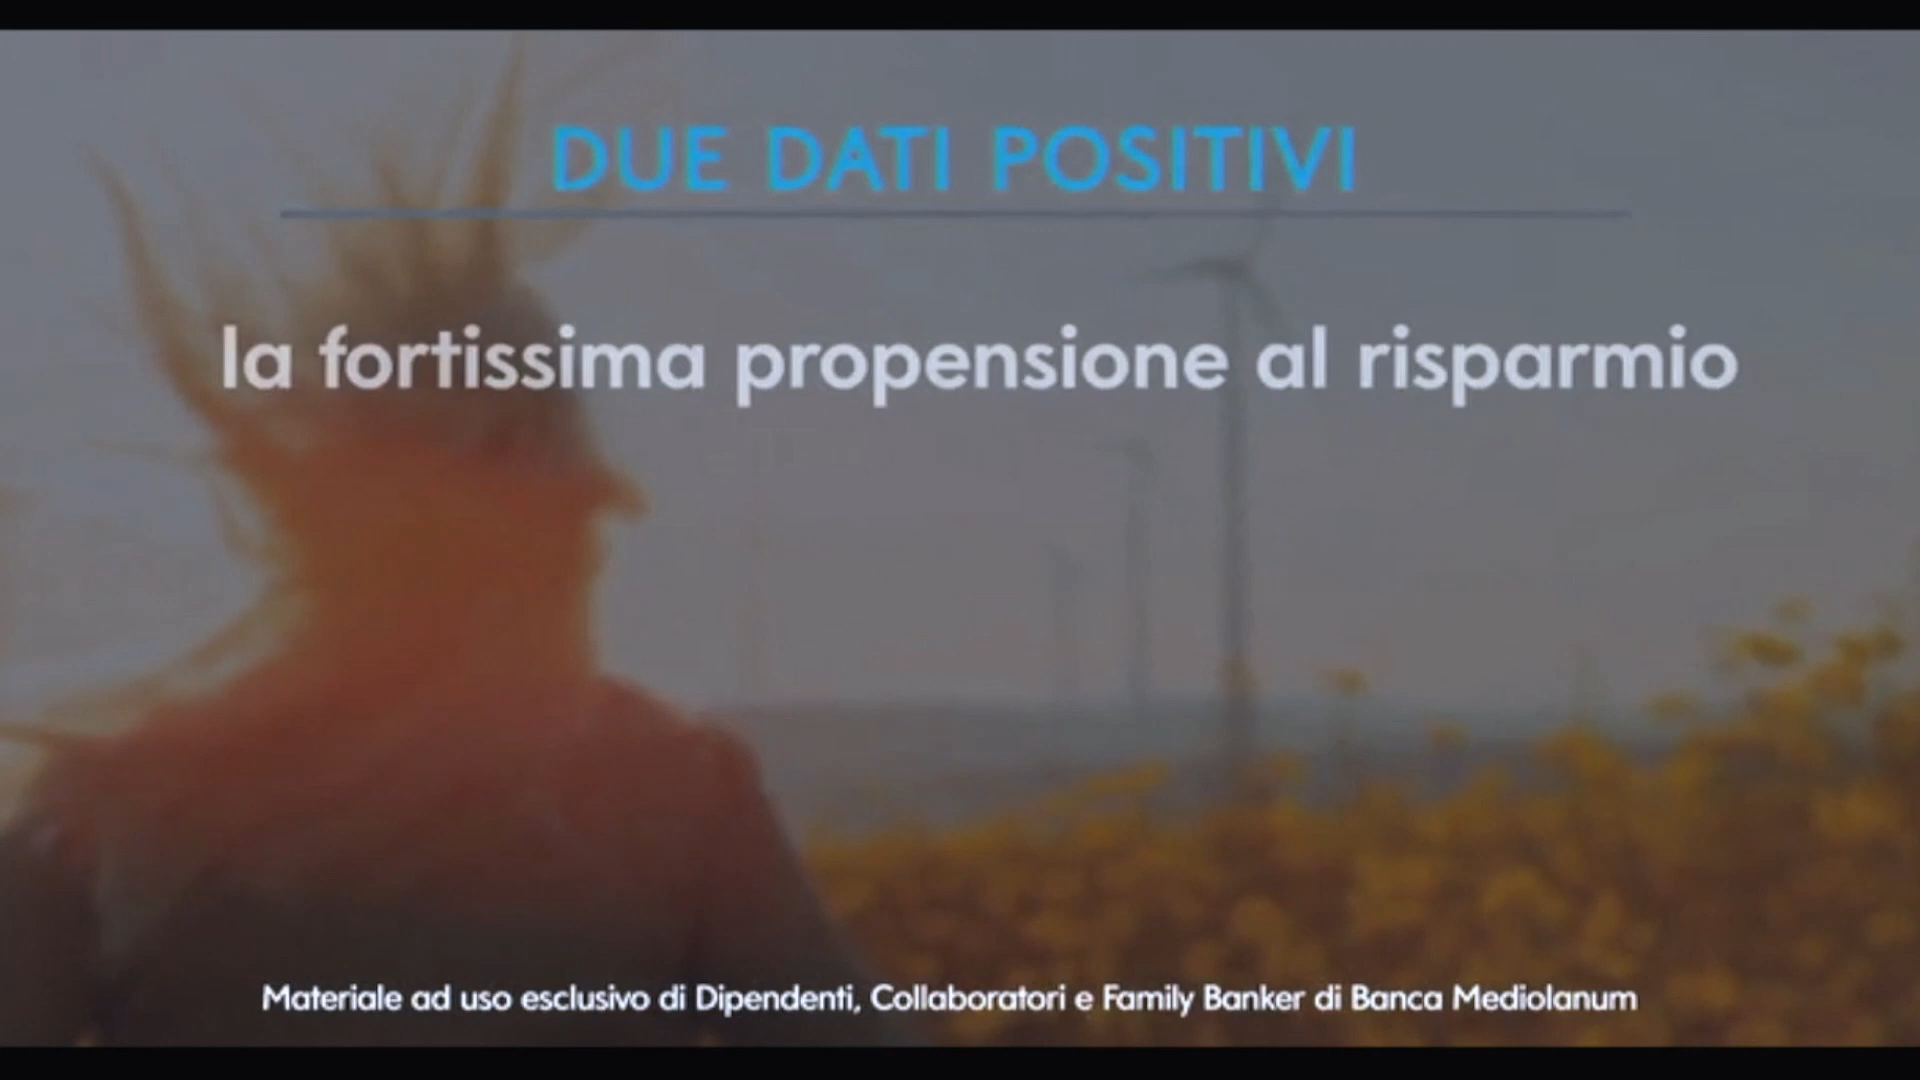 DUE DATI POSITIVI
la fortissima propensione al risparmio
Materiale ad uso esclusivo di Dipendenti, Collaboratori e Family Banker di Banca Mediolanum